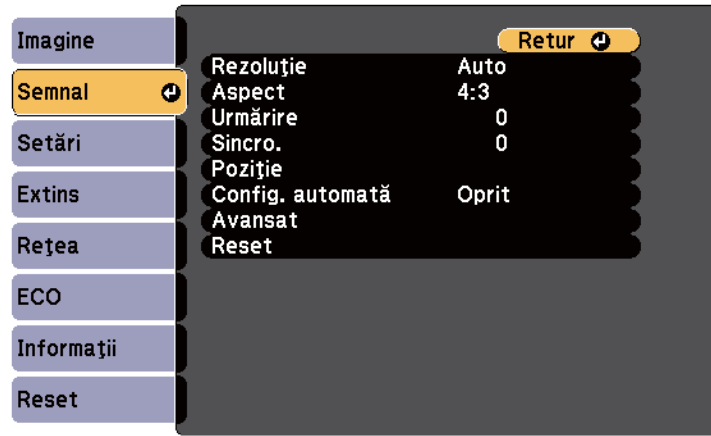 Imagine
Semnal
Setări
Extins
Reţea
ECO
Informaţii
Reset
Retur
Rezoluţie Auto
Aspect 4:3
Urmărire 0
Sincro. 0
Poziţie
Config. automată Oprit
Avansat
Reset